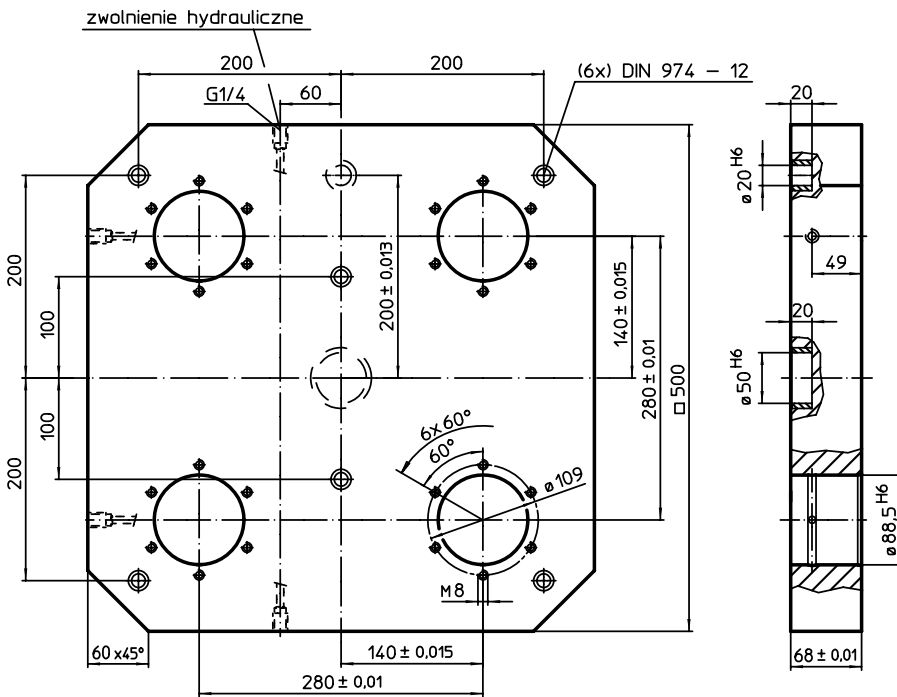 zwolnienie hydrauliczne
200
200
(6x) DIN 974 – 12
G1/4
60
20
ø20 H6
49
20
ø50 H6
200
100
100
200
200 ± 0,013
140 ± 0,015
280 ± 0,01
□ 500
6x60°
60°
ø109
M8
ø88,5 H6
60 x45°
140 ± 0,015
280 ± 0,01
68 ± 0,01